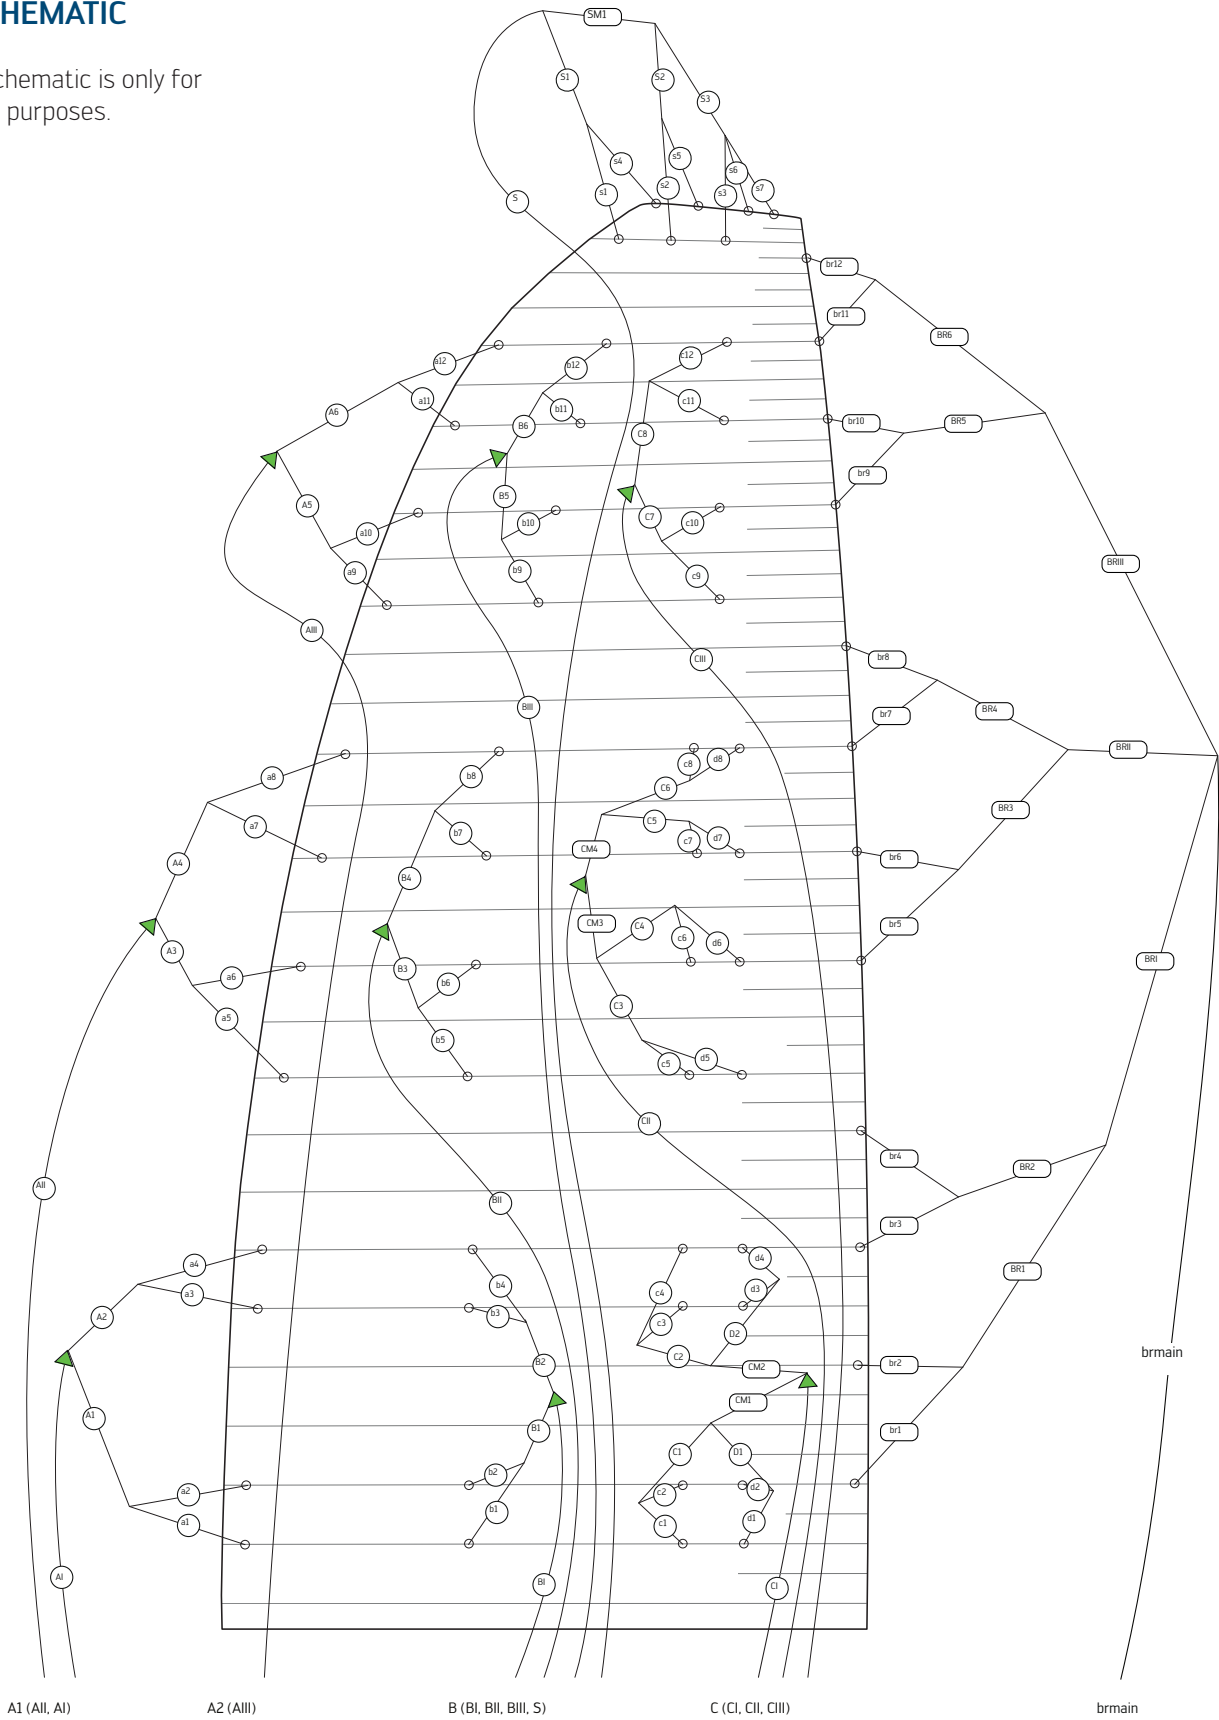 HEMATIC
SM1
chematic is only for
S1
S2
S3
purposes.
s4
s5
s6
s7
s1
s2
s3
S
br12
br11
BR6
a12
b12
c12
a11
b11
c11
A6
B6
C8
br10
BR5
br9
A5
B5
C7
a10
b10
c10
a9
b9
c9
BRIII
AIII
CIII
br8
BIII
br7
BR4
BRII
a8
b8
c8
d8
C6
BR3
a7
b7
C5
c7
d7
A4
B4
CM4
br6
CM3
C4
c6
d6
br5
A3
B3
a6
b6
BRI
a5
C3
b5
c5
d5
CII
br4
BR2
AII
BII
br3
a4
d4
BR1
a3
b4
c4
d3
A2
b3
c3
D2
brmain
B2
C2
CM2
br2
CM1
A1
B1
br1
C1
D1
a2
b2
c2
d2
a1
b1
c1
d1
AI
BI
CI
A1 (AII, AI)
A2 (AIII)
B (BI, BII, BIII, S)
C (CI, CII, CIII)
brmain